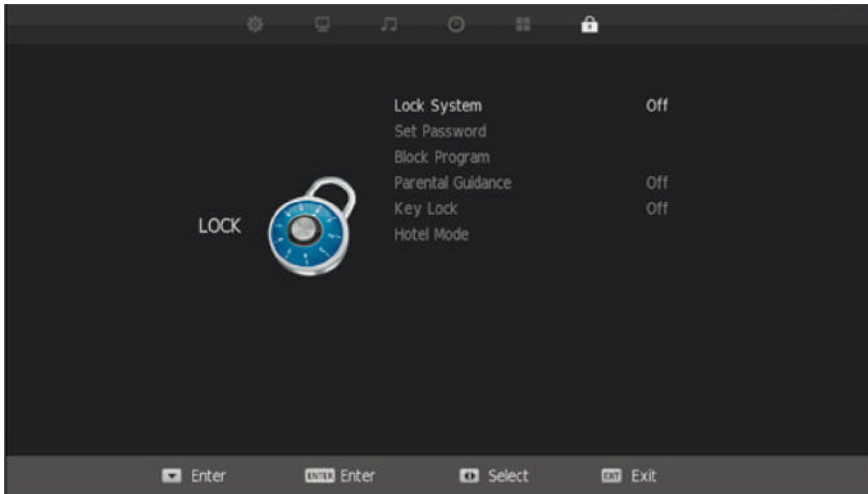 Lock System Off
Set Password
Block Program
Parental Guidance Off
Key Lock Off
Hotel Mode
LOCK
Enter ENTER Enter Select EXIT Exit